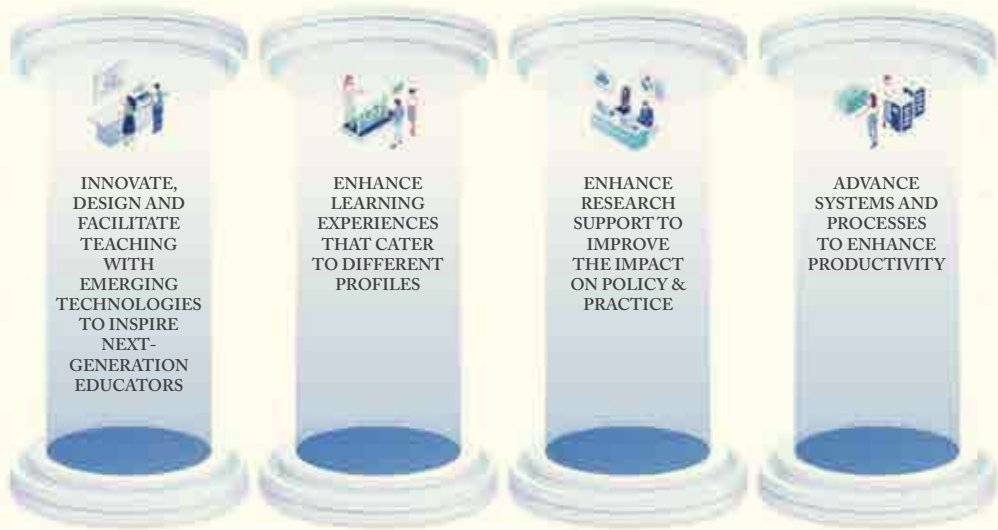 INNOVATE,
DESIGN AND
FACILITATE
TEACHING
WITH
EMERGING
TECHNOLOGIES
TO INSPIRE
NEXT-
GENERATION
EDUCATORS
ENHANCE
LEARNING
EXPERIENCES
THAT CATER
TO DIFFERENT
PROFILES
ENHANCE
RESEARCH
SUPPORT TO
IMPROVE
THE IMPACT
ON POLICY &
PRACTICE
ADVANCE
SYSTEMS AND
PROCESSES
TO ENHANCE
PRODUCTIVITY